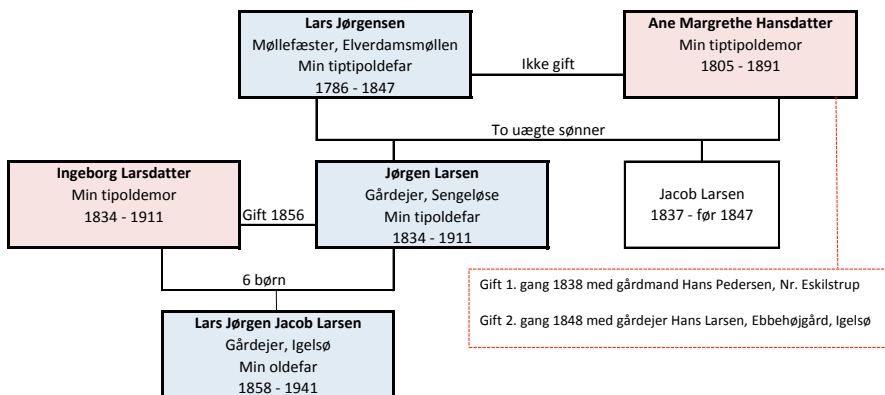 Lars Jørgensen
Møllefæster, Elverdamsmøllen
Min tiptipoldefar
1786 - 1847
Ikke gift
Ane Margrethe Hansdatter
Min tiptipoldemor
1805 - 1891
To uægte sønner
Ingeborg Larsdatter
Min tipoldemor
1834 - 1911
Gift 1856
Jørgen Larsen
Gårdejer, Sengeløse
Min tipoldefar
1834 - 1911
Jacob Larsen
1837 - før 1847
6 børn
Gift 1. gang 1838 med gårdmand Hans Pedersen, Nr. Eskilstrup
Gift 2. gang 1848 med gårdejer Hans Larsen, Ebbehøjgård, Igelsø
Lars Jørgen Jacob Larsen
Gårdejer, Igelsø
Min oldefar
1858 - 1941